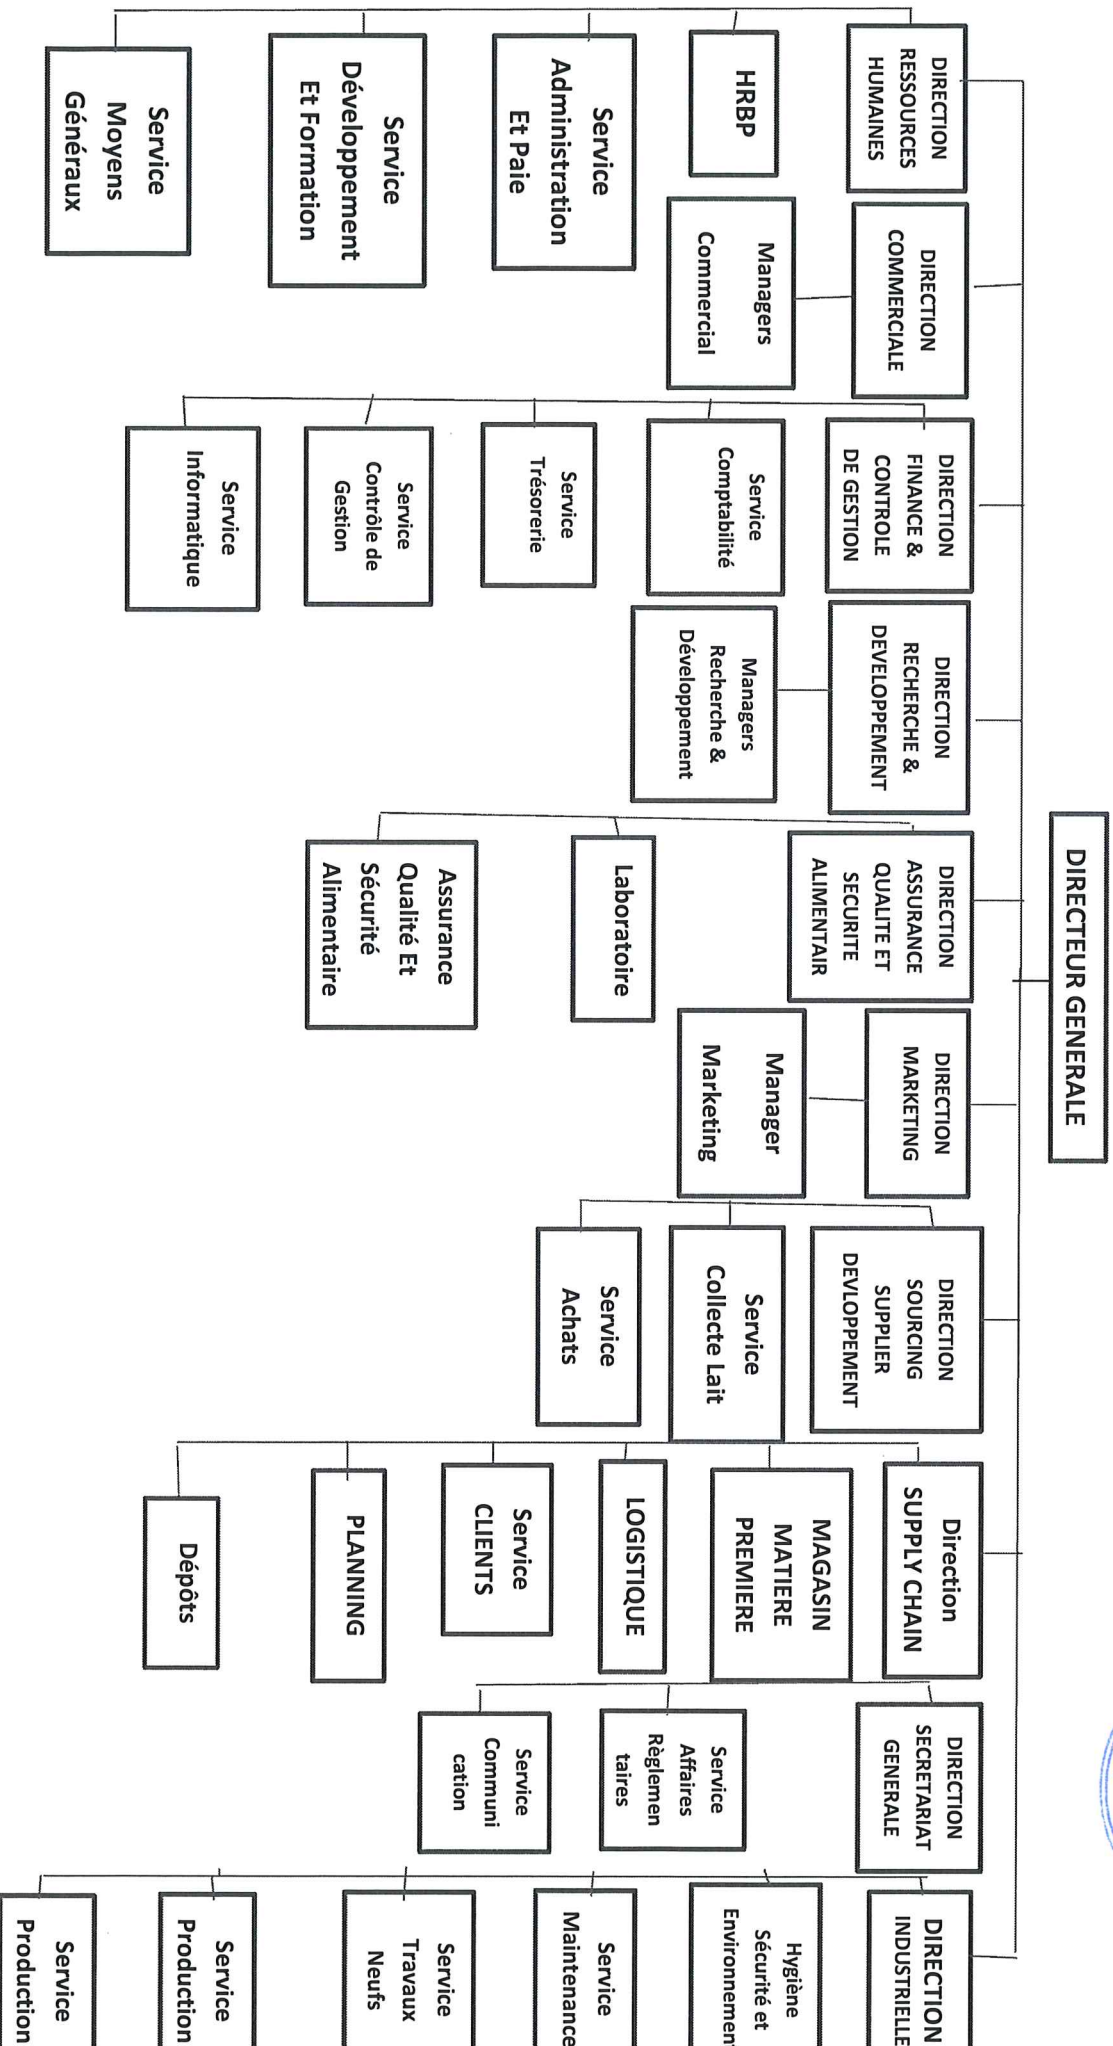 DIRECTEUR GENERALE
DIRECTION
RESSOURCES
HUMAINES
HRBP
Service
Administration
Et Paie
Service
Développement
Et Formation
Service
Moyens
Généraux
DIRECTION
COMMERCIALE
Managers
Commercial
DIRECTION
FINANCE &
CONTROLE
DE GESTION
Service
Comptabilité
Service
Trésorerie
Service
Contrôle de
Gestion
Service
Informatique
DIRECTION
RECHERCHE &
DEVELOPPEMENT
Managers
Recherche &
Développement
DIRECTION
ASSURANCE
QUALITE ET
SECURITE
ALIMENTAIR
Laboratoire
Assurance
Qualité Et
Sécurité
Alimentaire
DIRECTION
MARKETING
Manager
Marketing
DIRECTION
SOURCING
SUPPLIER
DEVLOPPEMENT
Service
Collecte Lait
Service
Achats
Direction
SUPPLY CHAIN
MAGASIN
MATIERE
PREMIERE
LOGISTIQUE
Service
CLIENTS
PLANNING
Dépôts
DIRECTION
SECRETARIAT
GENERALE
Service
Affaires
Règlemen
taires
Service
Communi
cation
DIRECTION
INDUSTRIELLE
Hygiène
Sécurité et
Environnement
Service
Maintenance
Service
Travaux
Neufs
Service
Production
Service
Production